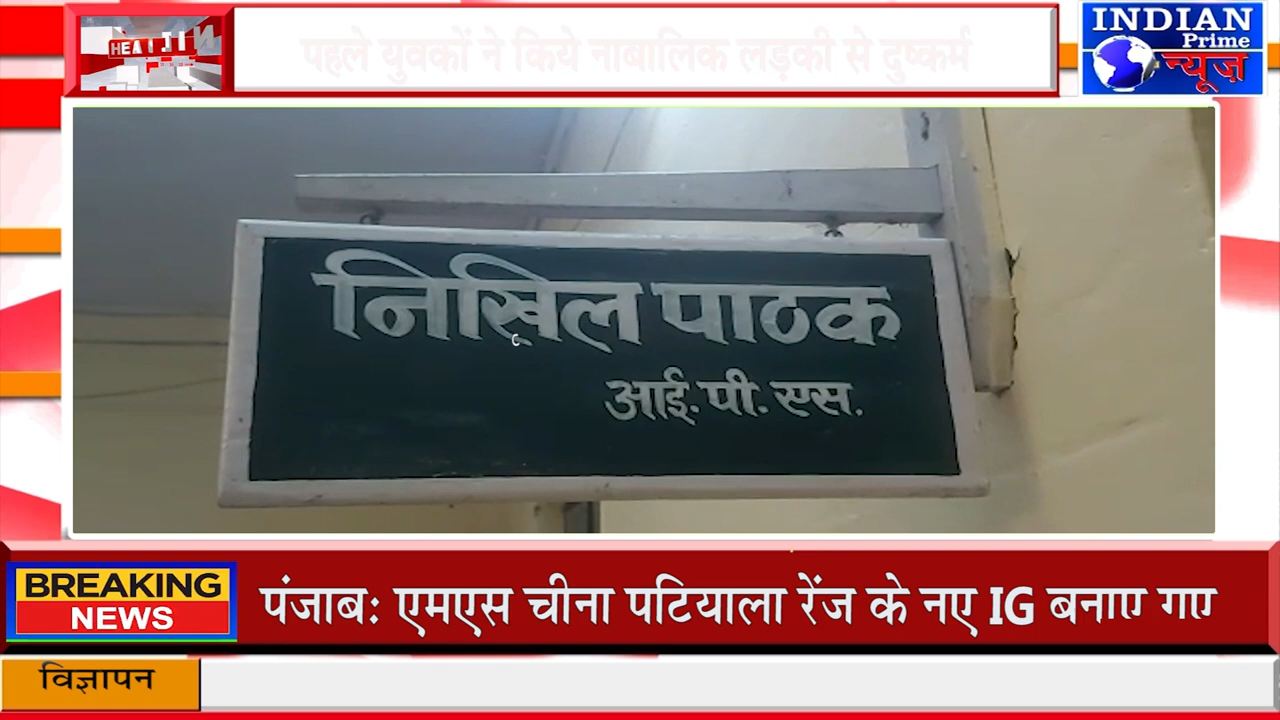 पहले युवकों ने किये नाबालिक लड़की से दुष्कर्म
INDIAN
Prime
न्यूज़
निखिल पाठक
आई.पी.एस.
BREAKING
NEWS
पंजाबः एमएस चीना पटियाला रेंज के नए IG बनाए गए
विज्ञापन